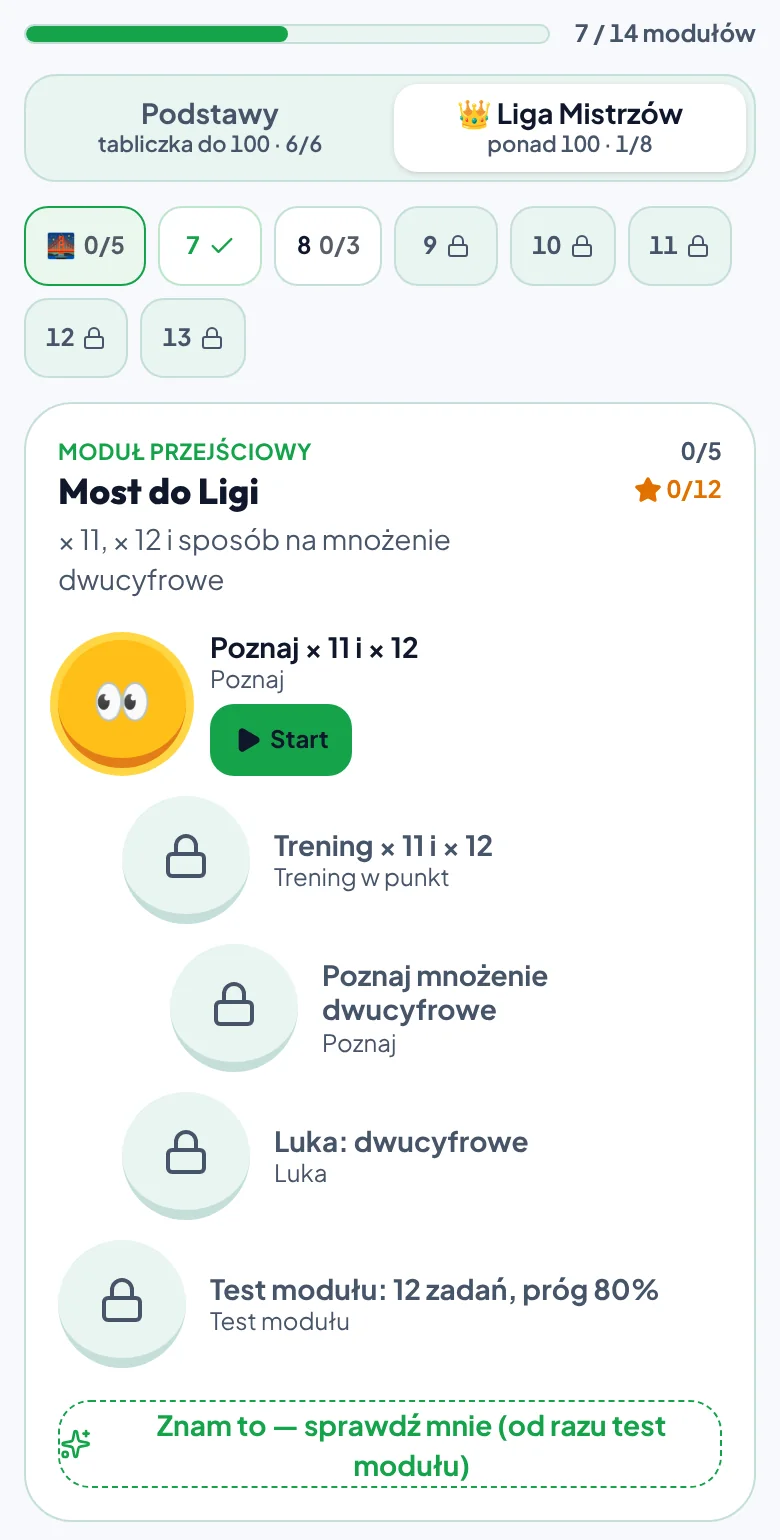 7 / 14 modułów
Podstawy
tabliczka do 100 · 6/6
👑 Liga Mistrzów
ponad 100 · 1/8
🌉 0/5
7 ✓
8 0/3
9
10
11
12
13
MODUŁ PRZEJŚCIOWY
0/5
Most do Ligi
★ 0/12
× 11, × 12 i sposób na mnożenie
dwucyfrowe
Poznaj × 11 i × 12
Poznaj
Start
Trening × 11 i × 12
Trening w punkt
Poznaj mnożenie
dwucyfrowe
Poznaj
Luka: dwucyfrowe
Luka
Test modułu: 12 zadań, próg 80%
Test modułu
Znam to — sprawdź mnie (od razu test
modułu)